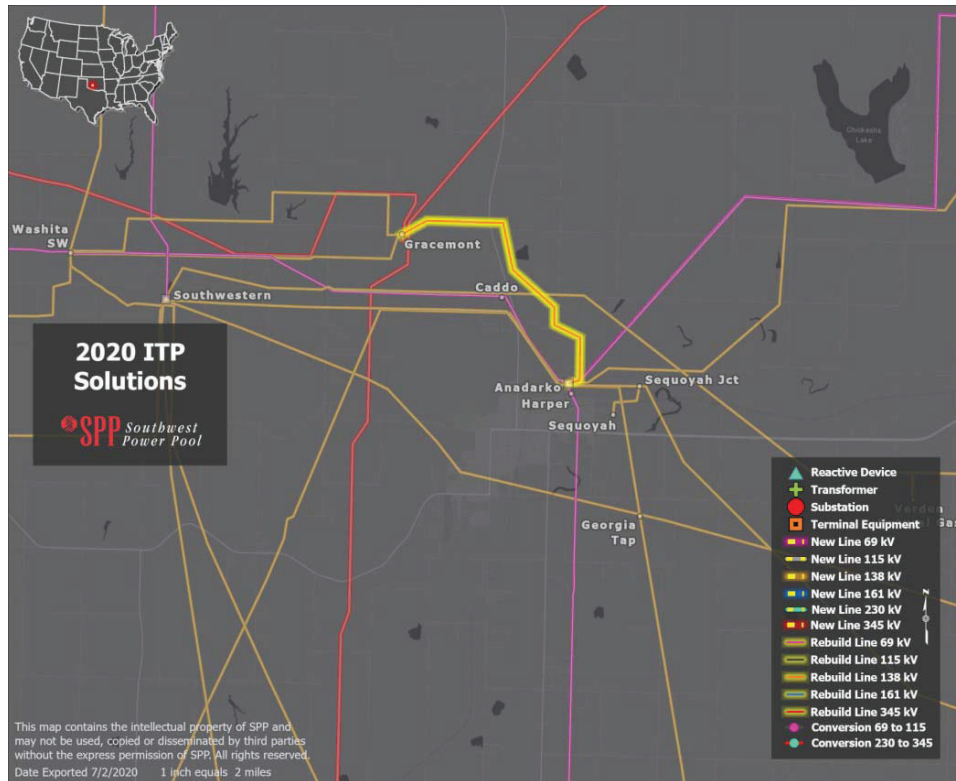 Chickasha
Lake
Washita
SW
Gracemont
Caddo
Southwestern
2020 ITP
Solutions
SPP Southwest
Power Pool
Anadarko
Harper
Sequoyah Jct
Sequoyah
Georgia
Tap
Verden
Gas
Reactive Device
Transformer
Substation
Terminal Equipment
New Line 69 kV
New Line 115 kV
New Line 138 kV
New Line 161 kV
New Line 230 kV
New Line 345 kV
Rebuild Line 69 kV
Rebuild Line 115 kV
Rebuild Line 138 kV
Rebuild Line 161 kV
Rebuild Line 345 kV
Conversion 69 to 115
Conversion 230 to 345
N
This map contains the intellectual property of SPP and
may not be used, copied or disseminated by third parties
without the express permission of SPP. All rights reserved.
Date Exported 7/2/2020 1 inch equals 2 miles